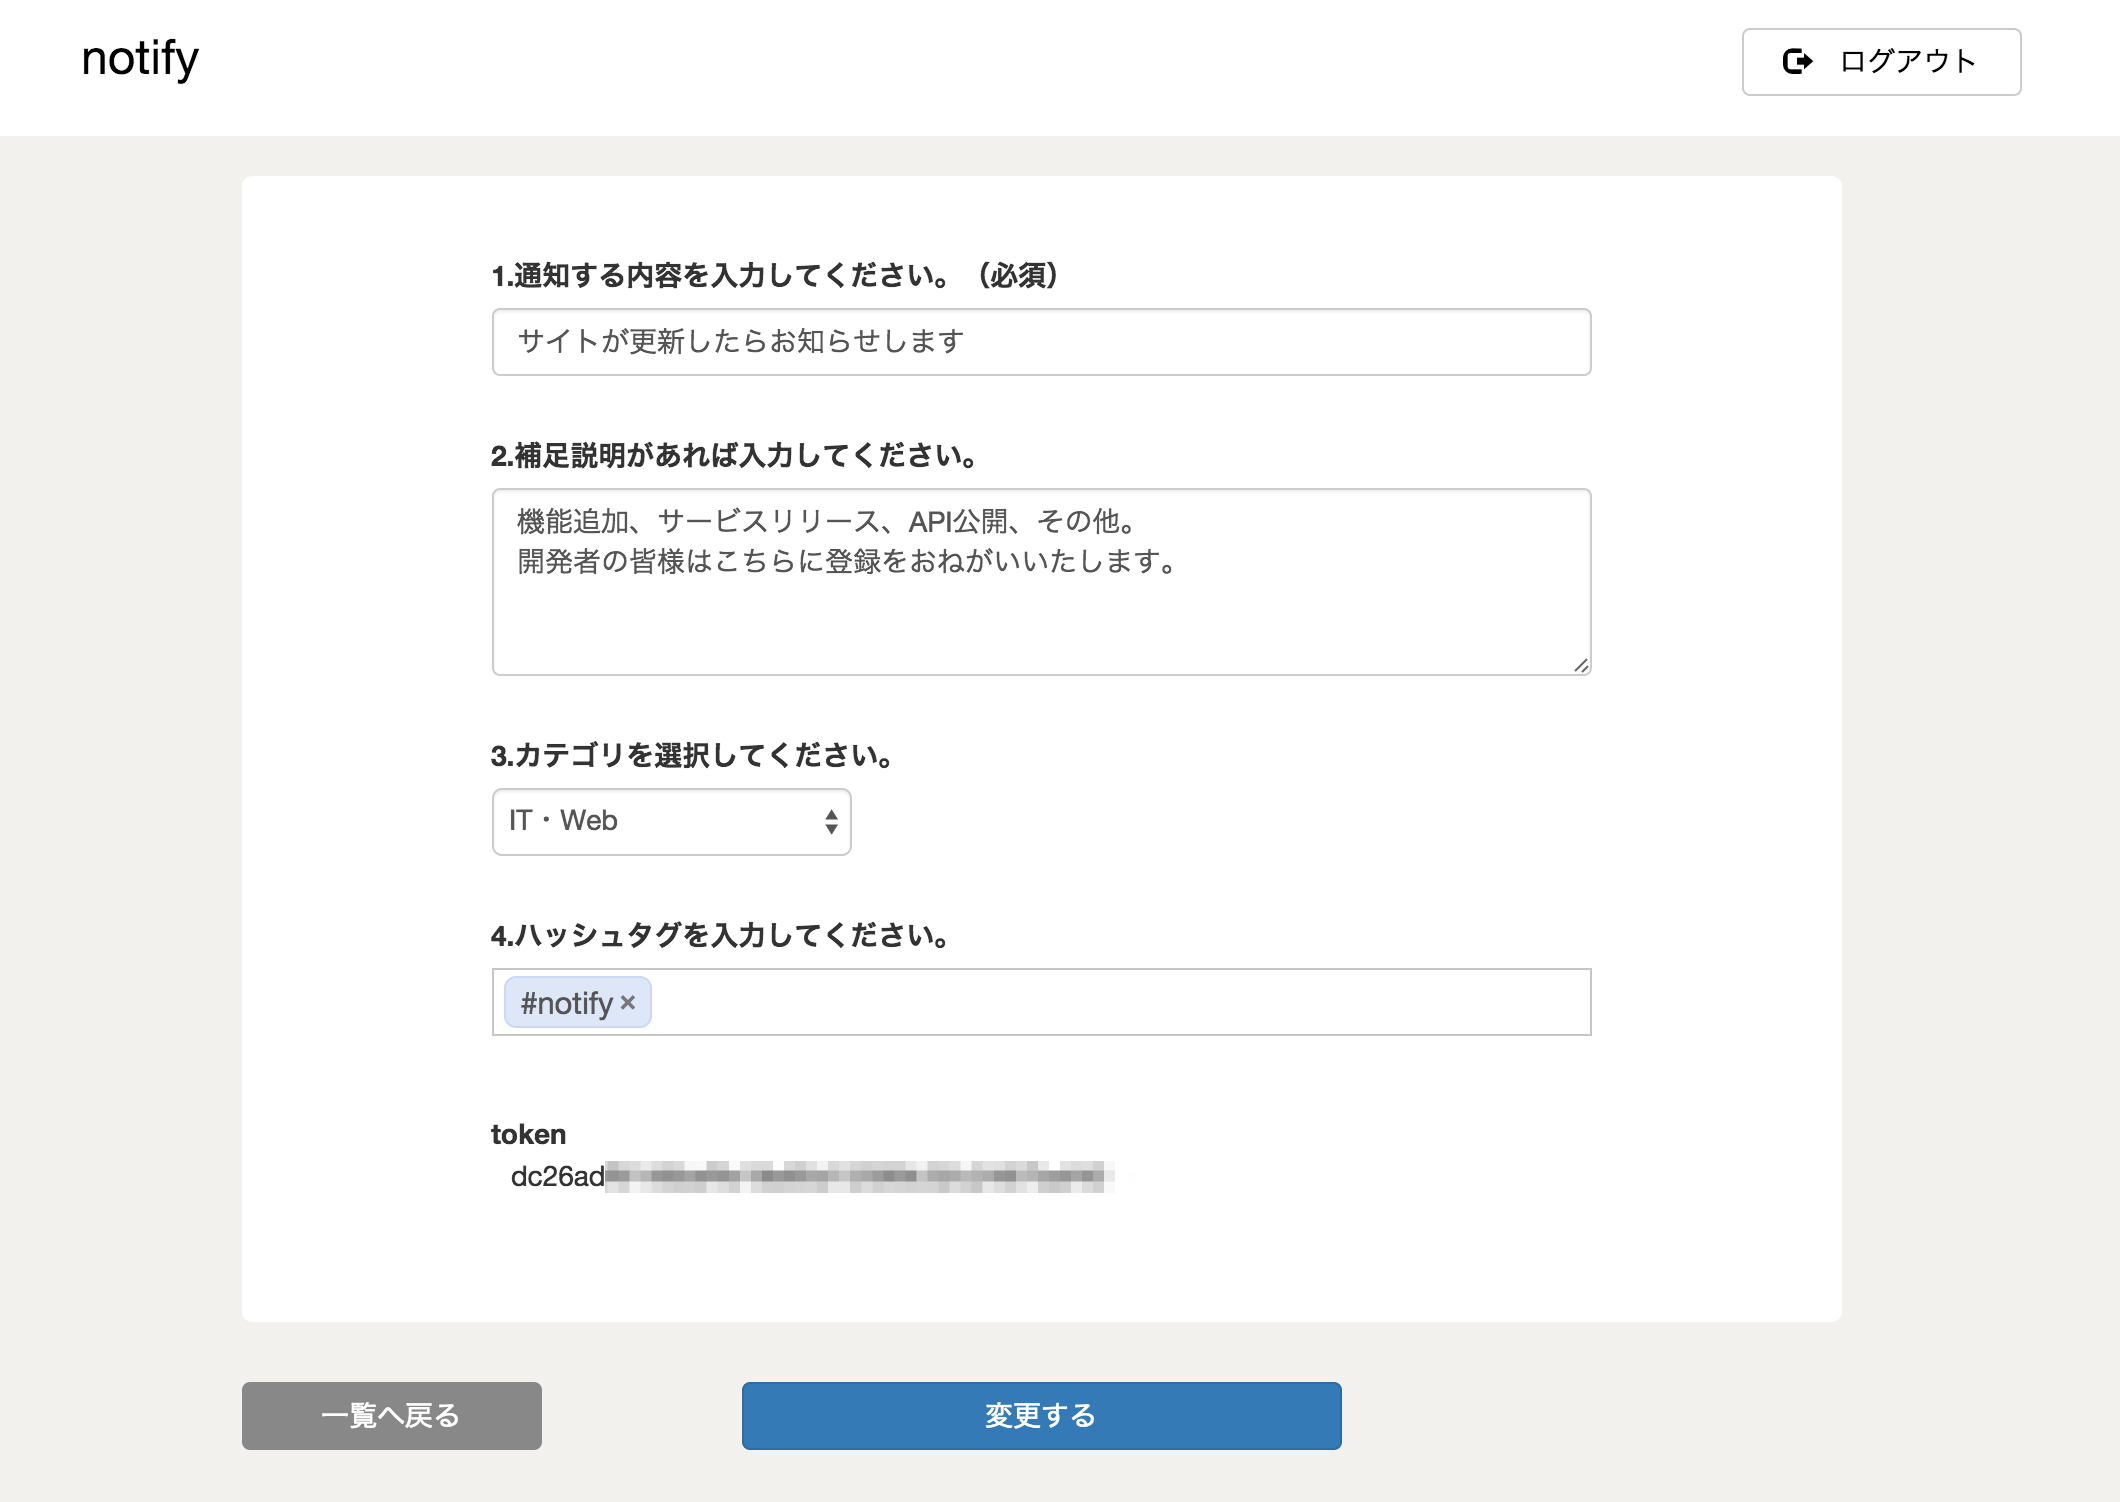 notify
ログアウト
1.通知する内容を入力してください。（必須）
サイトが更新したらお知らせします
2.補足説明があれば入力してください。
機能追加、サービスリリース、API公開、その他。
開発者の皆様はこちらに登録をおねがいいたします。
3.カテゴリを選択してください。
IT・Web
4.ハッシュタグを入力してください。
#notify ×
token
dc26ad
一覧へ戻る
変更する